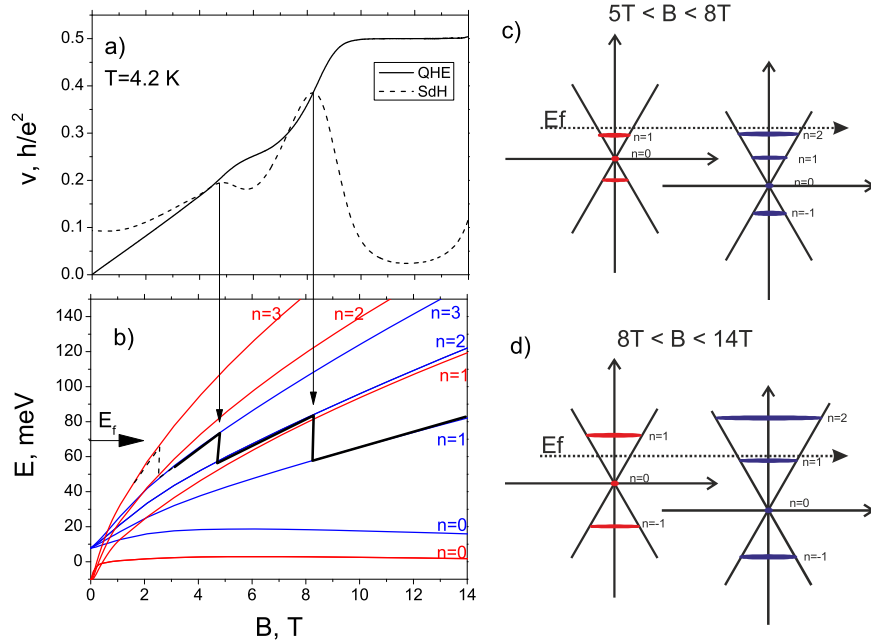 a)
T=4.2 K
QHE
SdH
0.5
0.4
0.3
0.2
0.1
0.0
ν, h/e²
b)
n=3
n=2
n=3
n=2
n=1
n=1
n=0
n=0
E_f
140
120
100
80
60
40
20
0
E, meV
0 2 4 6 8 10 12 14
B, T
c)
5T < B < 8T
Ef
n=1
n=0
n=2
n=1
n=0
n=-1
d)
8T < B < 14T
Ef
n=1
n=0
n=-1
n=2
n=1
n=0
n=-1